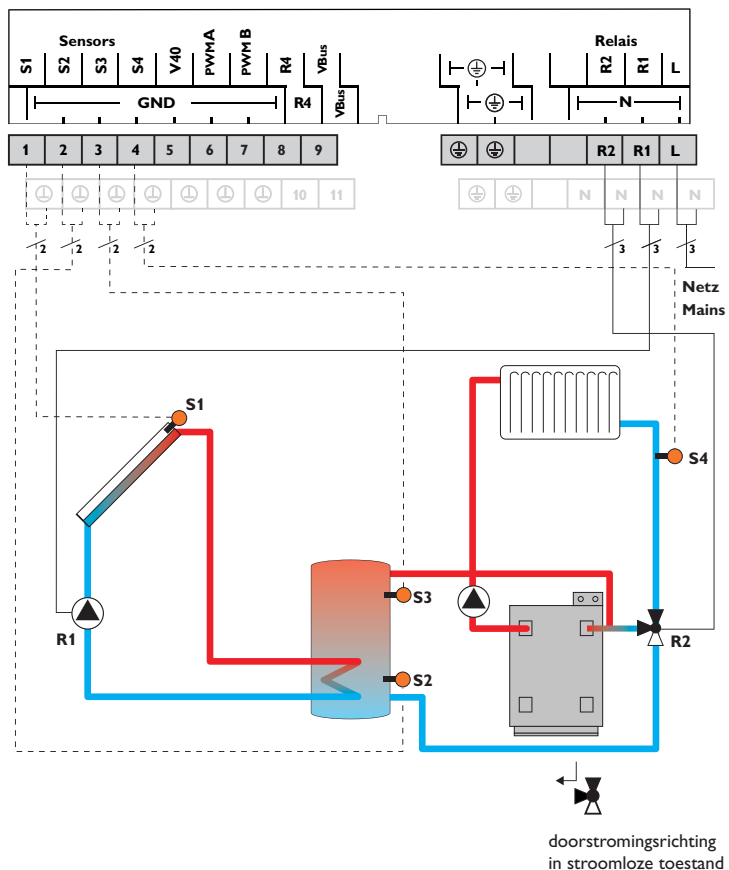 Sensors
Relais
S1 S2 S3 S4 V40 PWMA PWM B R4 VBus
R2 R1 L
GND R4 VBus
N
1 2 3 4 5 6 7 8 9
R2 R1 L
10 11
N N N N
2 2 2 2
3 3 3
Netz
Mains
S1
S4
S3
R1
R2
S2
doorstromingsrichting
in stroomloze toestand